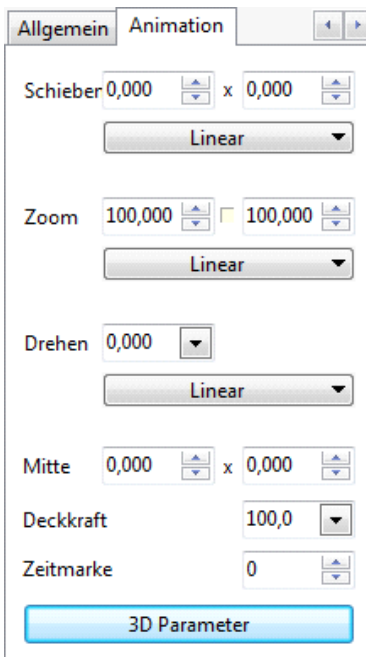 Allgemein Animation
Schieben 0,000 x 0,000
Linear
Zoom 100,000 100,000
Linear
Drehen 0,000
Linear
Mitte 0,000 x 0,000
Deckkraft 100,0
Zeitmarke 0
3D Parameter